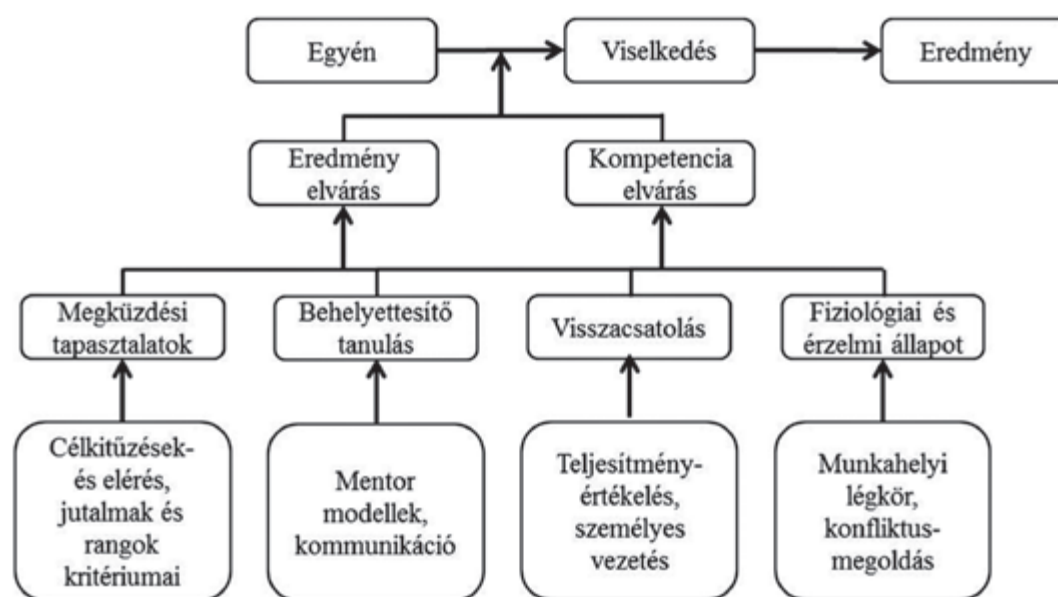 Egyén
Viselkedés
Eredmény
Eredmény
elvárás
Kompetencia
elvárás
Megküzdési
tapasztalatok
Behelyettesítő
tanulás
Visszacsatolás
Fiziológiai és
érzelmi állapot
Célkitűzések-
és elérés,
jutalmak és
rangok
kritériumai
Mentor
modellek,
kommunikáció
Teljesítmény-
értékelés,
személyes
vezetés
Munkahelyi
légkör,
konfliktus-
megoldás